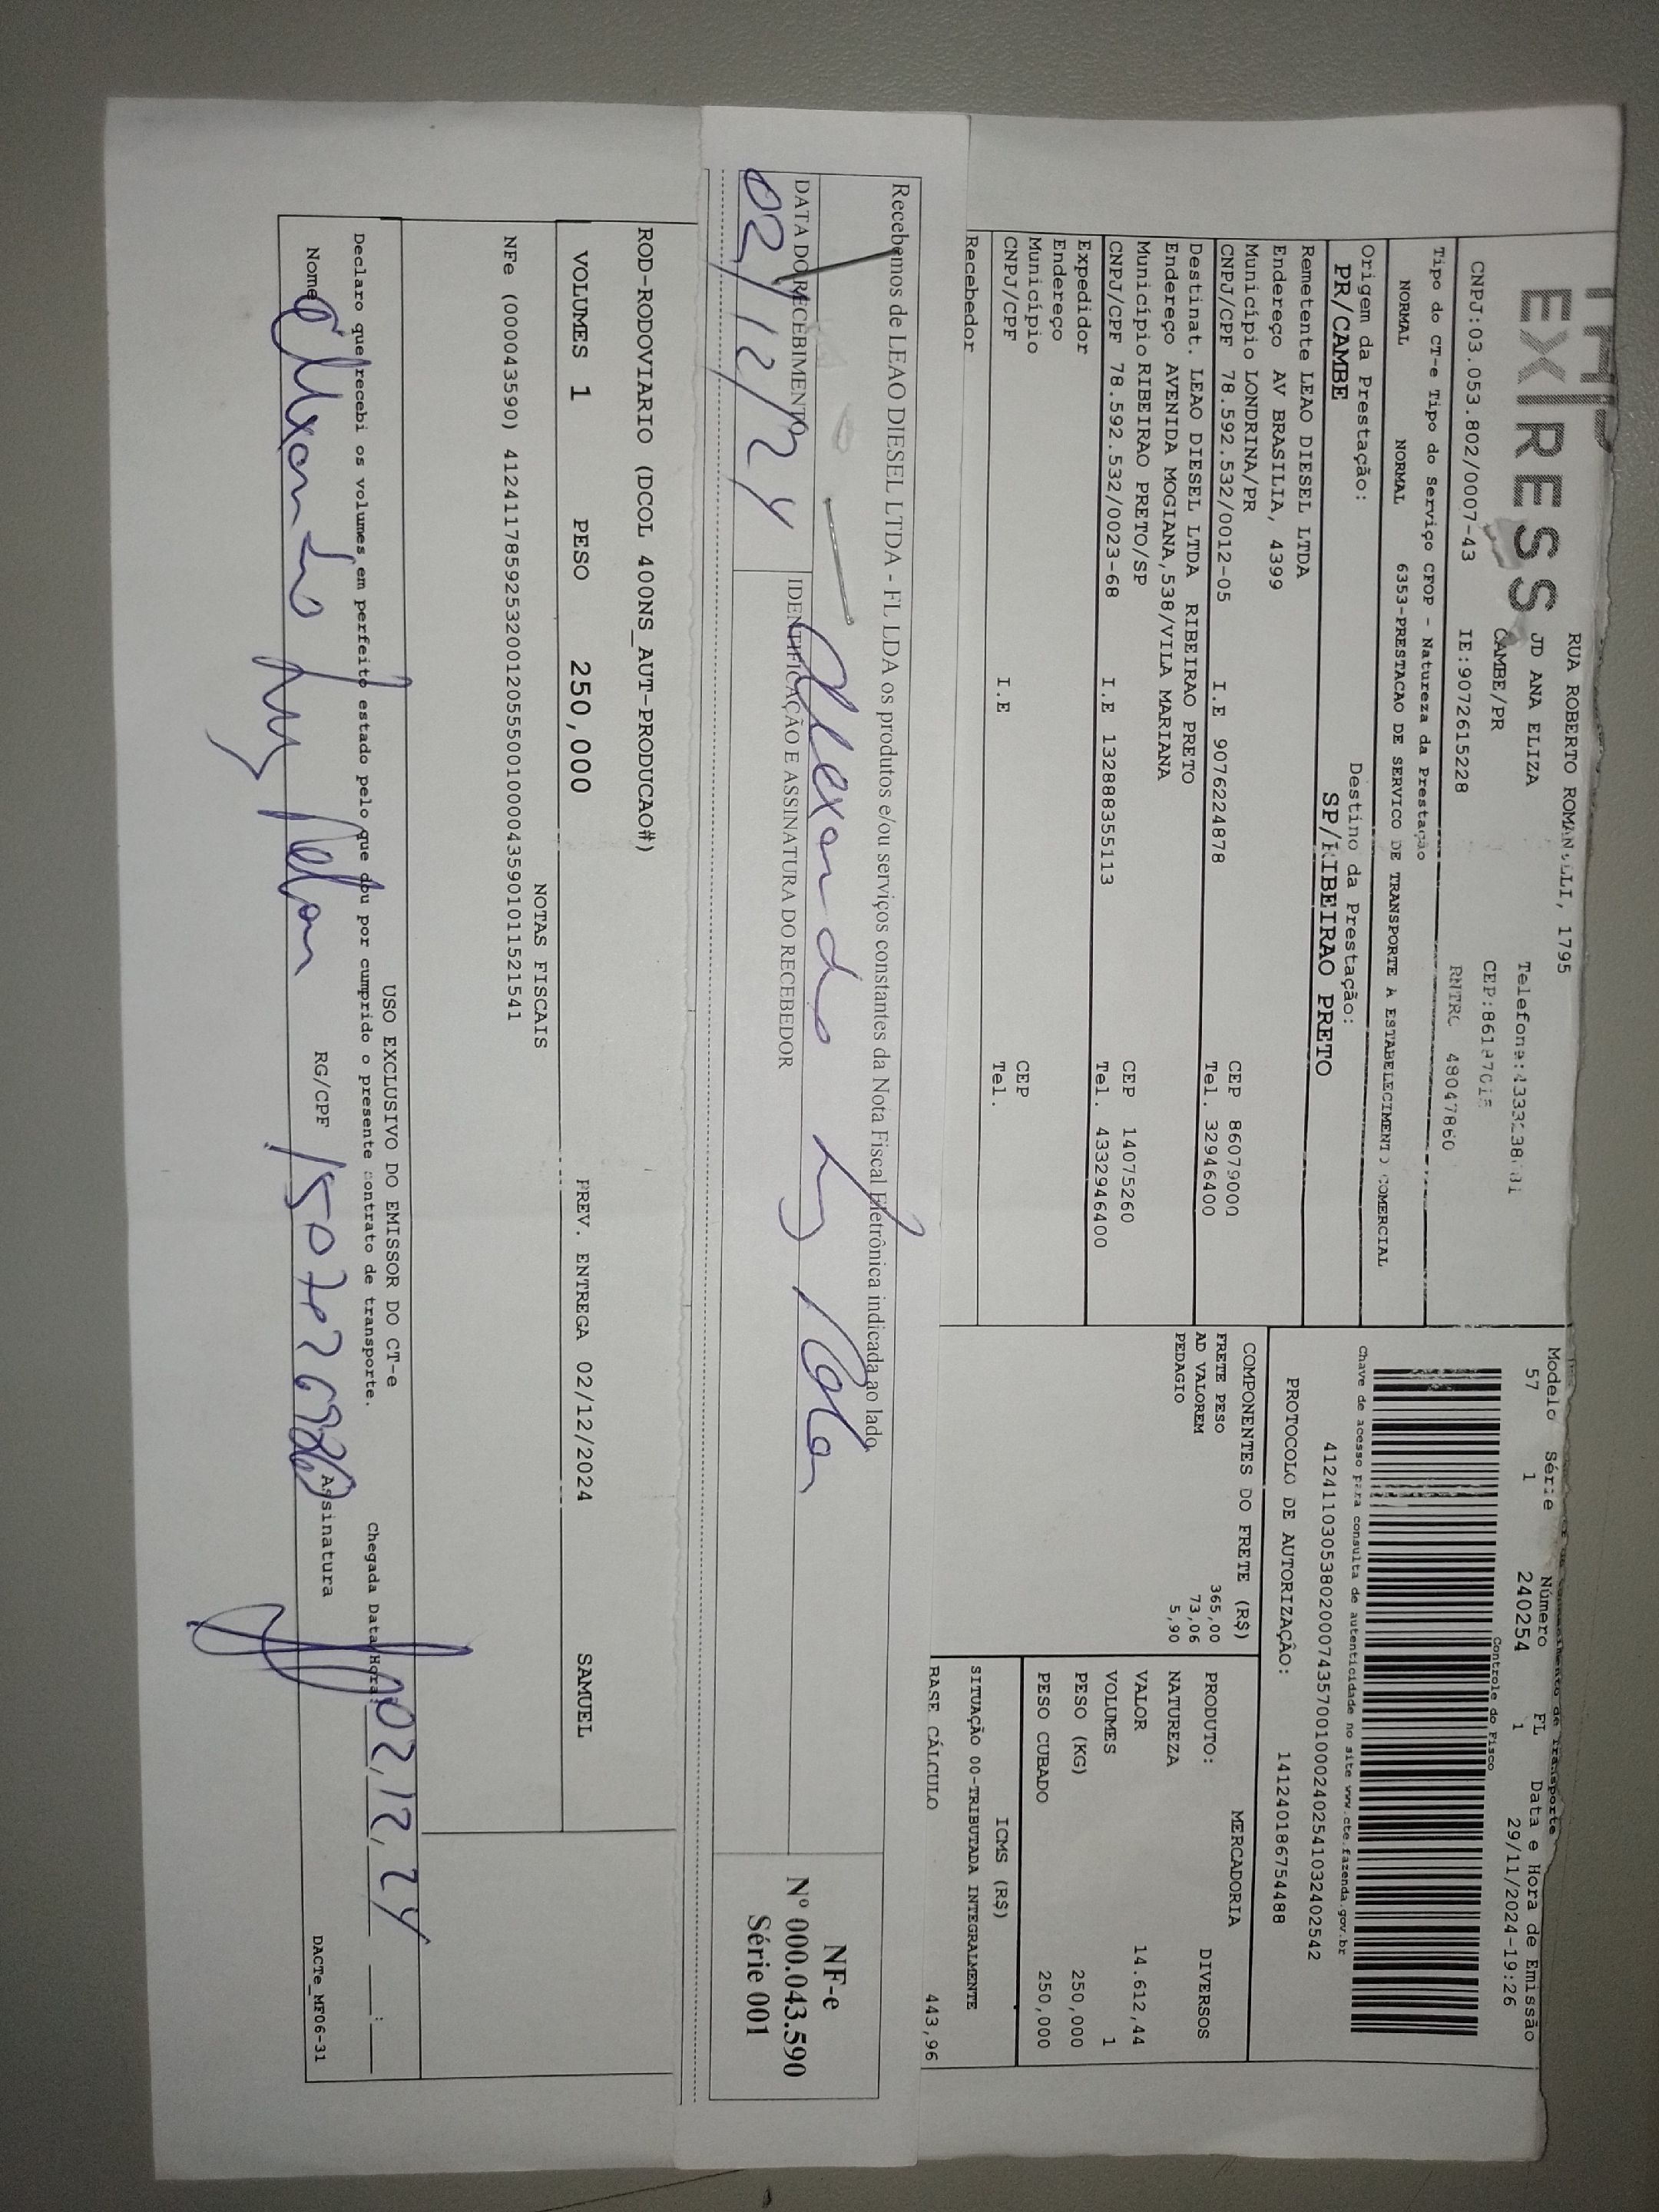 EXPRESS
RUA ROBERTO ROMANELLI, 1795
JD ANA ELIZA
CAMBE/PR
CNPJ:03.053.802/0007-43 IE:9072615228 RNTRC 48047860
Tipo do CT-e Tipo do Serviço CFOP - Natureza da Prestação
NORMAL NORMAL 6353-PRESTACAO DE SERVICO DE TRANSPORTE A ESTABELECIMENTO COMERCIAL
Origem da Prestação: Destino da Prestação:
PR/CAMBE SP/RIBEIRAO PRETO
Modelo Série Número FL Data e Hora de Emissão
57 1 240254 1 29/11/2024-19:26
Controle do Fisco
Chave de acesso para consulta de autenticidade no site www.cte.fazenda.gov.br
41241103053802000743570010002402541032402542
PROTOCOLO DE AUTORIZAÇÃO: 141240186754488
Remetente LEAO DIESEL LTDA
Endereço AV BRASILIA, 4399
Município LONDRINA/PR CEP 86079000
CNPJ/CPF 78.592.532/0012-05 I.E 9076224878 Tel. 32946400
Destinat. LEAO DIESEL LTDA RIBEIRAO PRETO
Endereço AVENIDA MOGIANA,538/VILA MARIANA
Município RIBEIRAO PRETO/SP CEP 14075260
CNPJ/CPF 78.592.532/0023-68 I.E 132888355113 Tel. 4332946400
Expedidor
Endereço
Município CEP
CNPJ/CPF I.E Tel.
Recebedor
COMPONENTES DO FRETE (R$)
FRETE PESO 365,00
AD VALOREM 73,06
PEDAGIO 5,90
MERCADORIA
PRODUTO: DIVERSOS
NATUREZA
VALOR 14.612,44
VOLUMES 1
PESO (KG) 250,000
PESO CUBADO 250,000
ICMS (R$)
SITUAÇÃO 00-TRIBUTADA INTEGRALMENTE
BASE CÁLCULO 443,96
Recebemos de LEAO DIESEL LTDA - FL LDA os produtos e/ou serviços constantes da Nota Fiscal Eletrônica indicada ao lado
DATA DO RECEBIMENTO IDENTIFICAÇÃO E ASSINATURA DO RECEBEDOR
02/12/24 Alexandre
NF-e
Nº 000.043.590
Série 001
ROD-RODOVIARIO (DCOL 400NS_AUT-PRODUCAO#)
VOLUMES 1 PESO 250,000 PREV. ENTREGA 02/12/2024 SAMUEL
NOTAS FISCAIS
NFe (000043590) 41241178592532001205550010000435901011521541
USO EXCLUSIVO DO EMISSOR DO CT-e
Declaro que recebi os volumes em perfeito estado pelo que dou por cumprido o presente contrato de transporte. Chegada Data/Hora: 02,12,24 :
Nome Alexandre RG/CPF Assinatura
DACTe_MF06-31